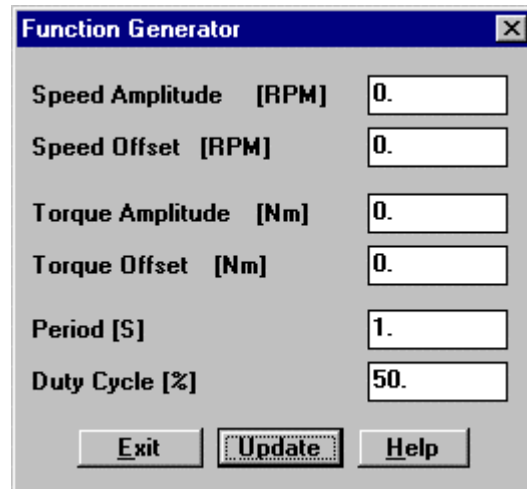 Function Generator
Speed Amplitude [RPM] 0.
Speed Offset [RPM] 0.
Torque Amplitude [Nm] 0.
Torque Offset [Nm] 0.
Period [S] 1.
Duty Cycle [%] 50.
Exit Update Help